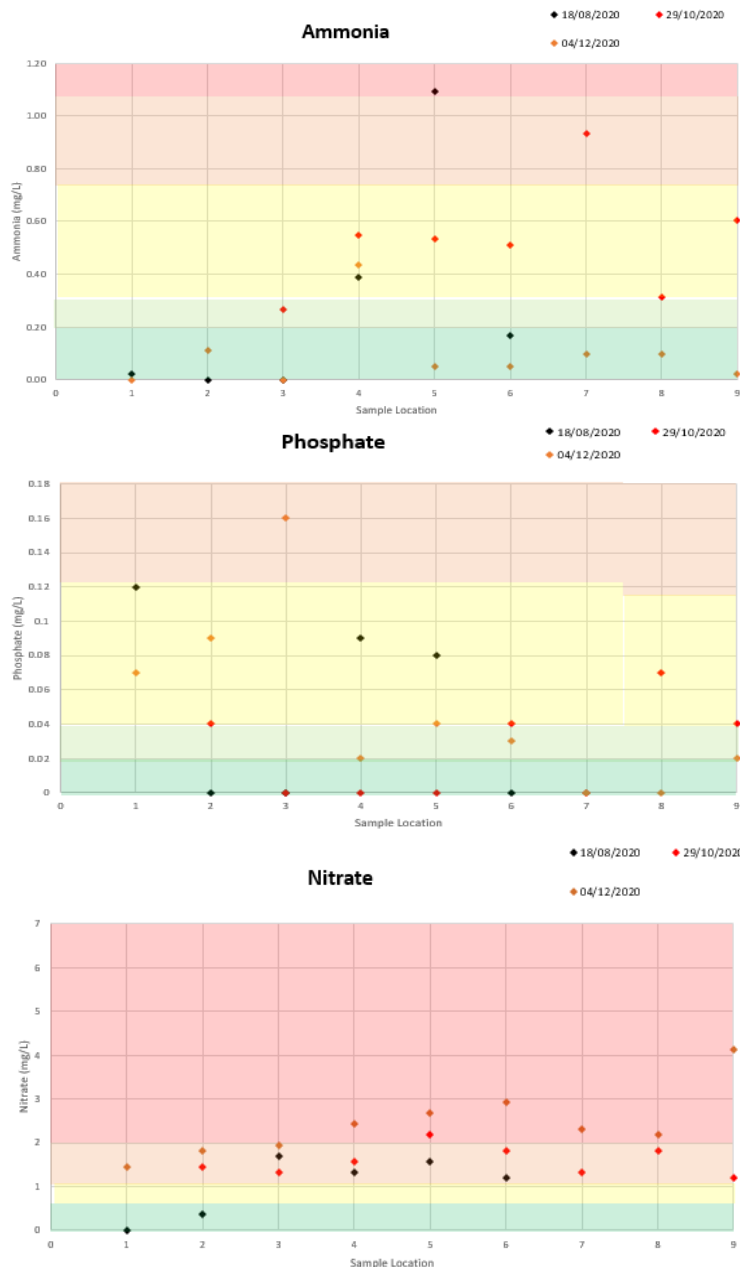 Ammonia
18/08/2020 29/10/2020
04/12/2020
1.20
1.00
0.80
0.60
0.40
0.20
0.00
Ammonia (mg/L)
0 1 2 3 4 5 6 7 8 9
Sample Location
Phosphate
18/08/2020 29/10/2020
04/12/2020
0.18
0.16
0.14
0.12
0.1
0.08
0.06
0.04
0.02
0
Phosphate (mg/L)
0 1 2 3 4 5 6 7 8 9
Sample Location
18/08/2020 29/10/2020
Nitrate
04/12/2020
7
6
5
4
3
2
1
0
Nitrate (mg/L)
0 1 2 3 4 5 6 7 8 9
Sample Location